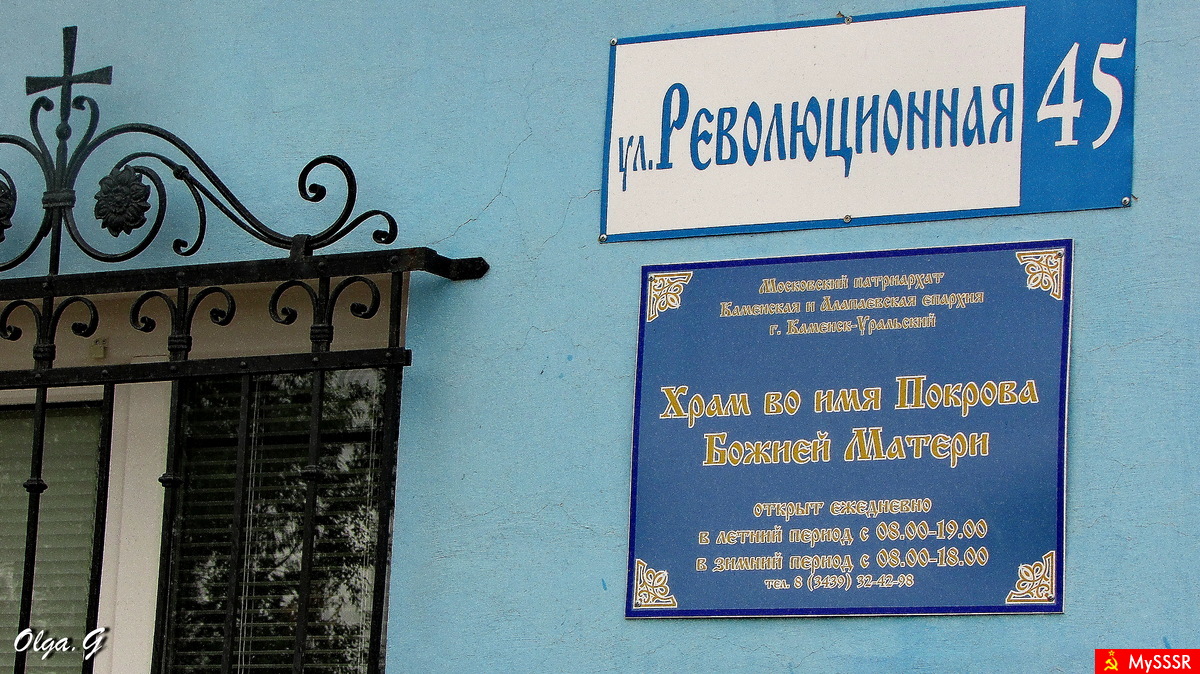 ул. Революционная 45
Московский патриархат
Каменская и Алапаевская епархия
г. Каменск-Уральский
Храм во имя Покрова
Божией Матери
открыт ежедневно
в летний период с 08.00-19.00
в зимний период с 08.00-18.00
тел. 8 (3439) 32-42-98
Olga.G
MySSSR